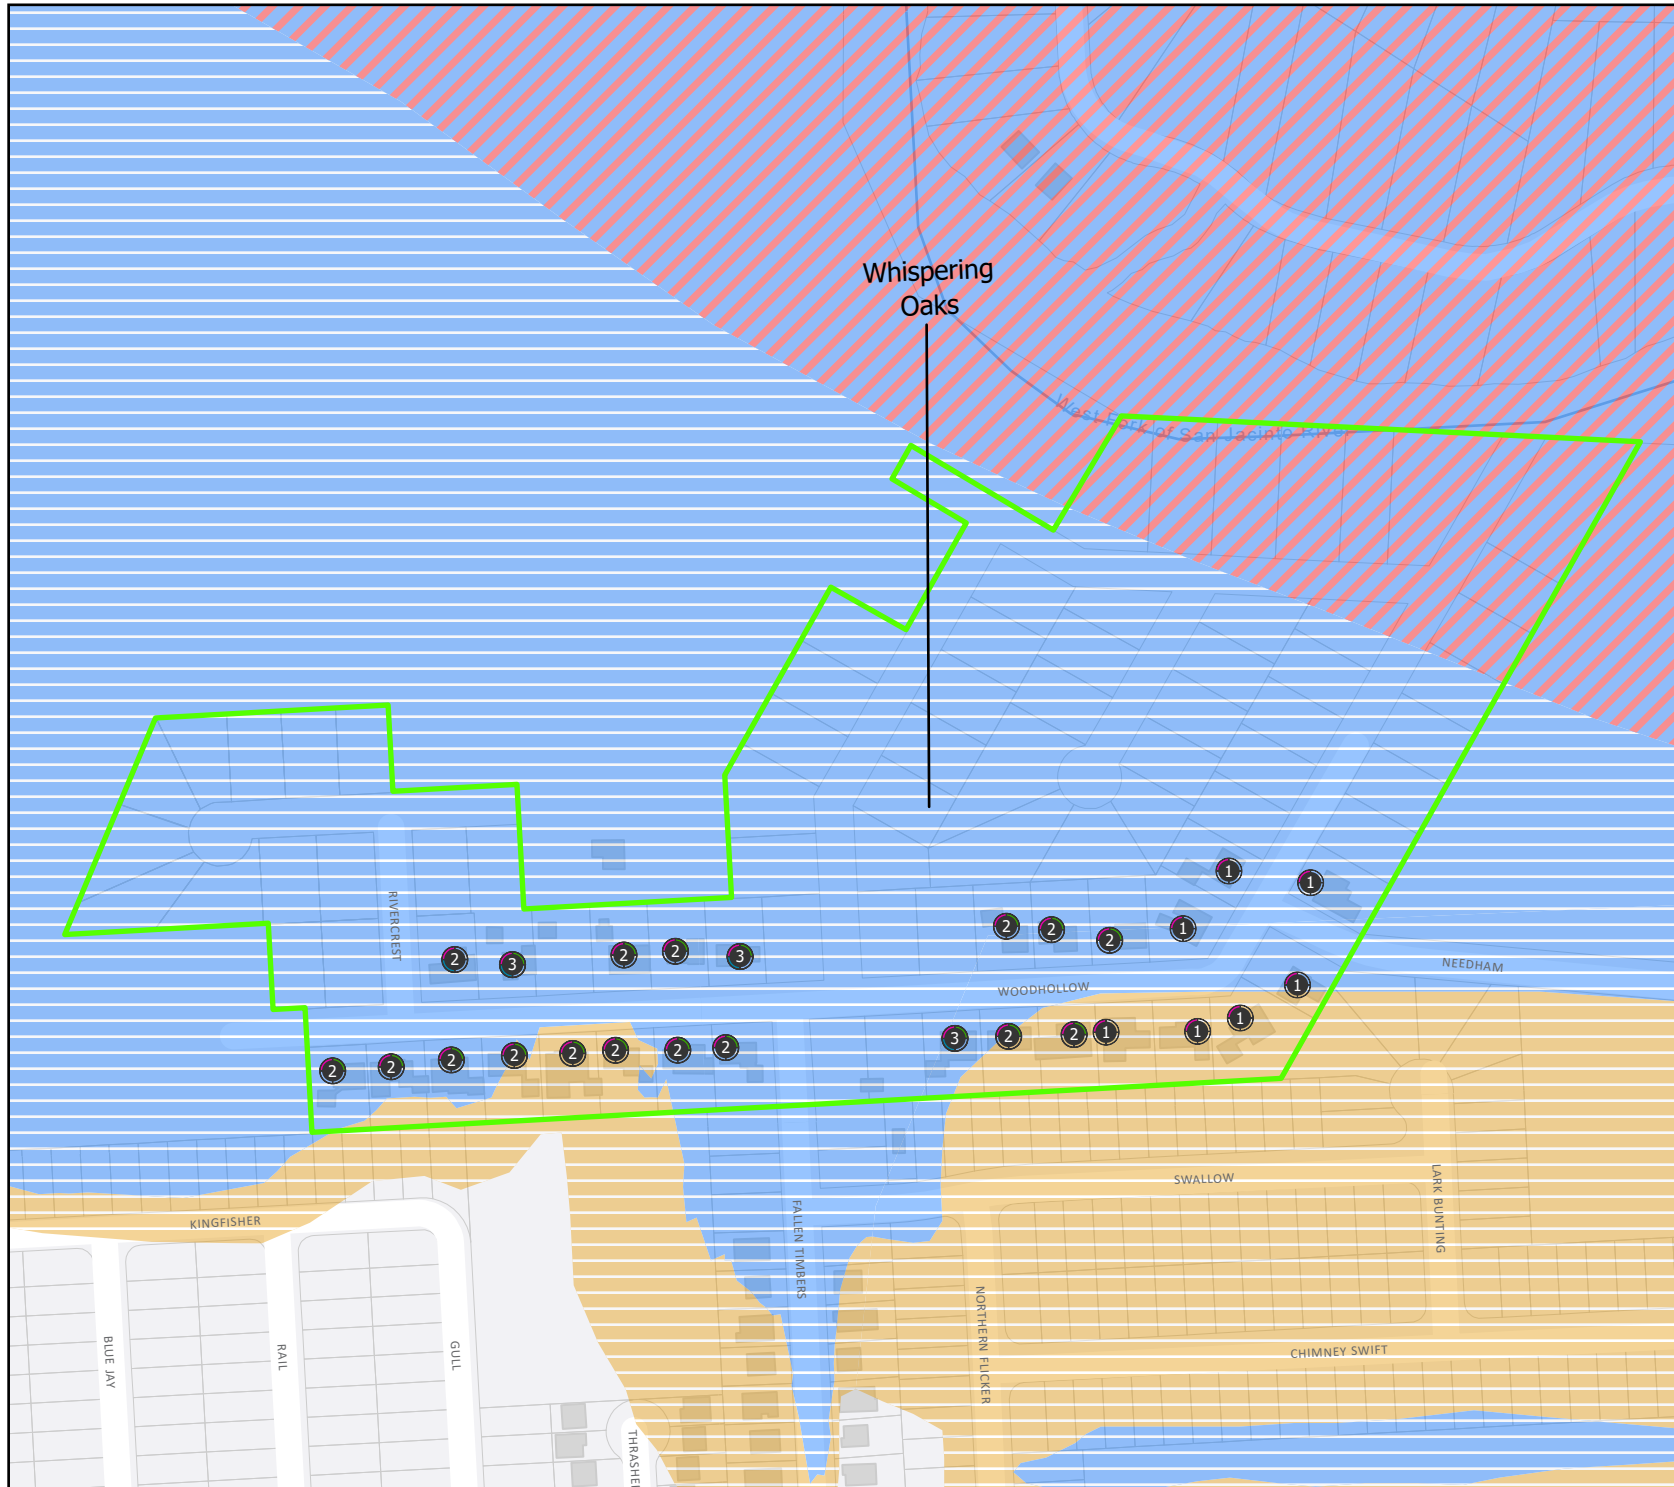 Whispering
Oaks
West Fork of San Jacinto River
1
1
2
2
2
1
2
3
2
2
3
RIVERCREST
NEEDHAM
WOODHOLLOW
1
2
2
2
2
2
2
2
2
3
2
2
1
1
1
SWALLOW
LARK BUNTING
KINGFISHER
FALLEN TIMBERS
NORTHERN FLICKER
BLUE JAY
RAIL
GULL
CHIMNEY SWIFT
THRASHE